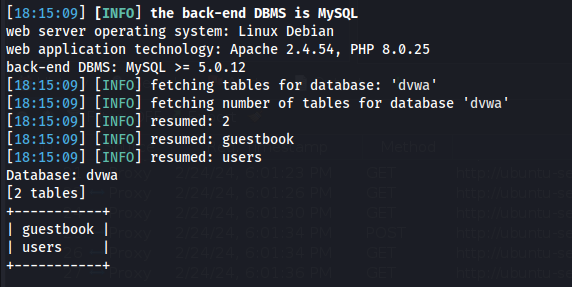 [18:15:09] [INFO] the back-end DBMS is MySQL
web server operating system: Linux Debian
web application technology: Apache 2.4.54, PHP 8.0.25
back-end DBMS: MySQL >= 5.0.12
[18:15:09] [INFO] fetching tables for database: 'dvwa'
[18:15:09] [INFO] fetching number of tables for database 'dvwa'
[18:15:09] [INFO] resumed: 2
[18:15:09] [INFO] resumed: guestbook
[18:15:09] [INFO] resumed: users
Database: dvwa
[2 tables]
+-----------+
| guestbook |
| users     |
+-----------+